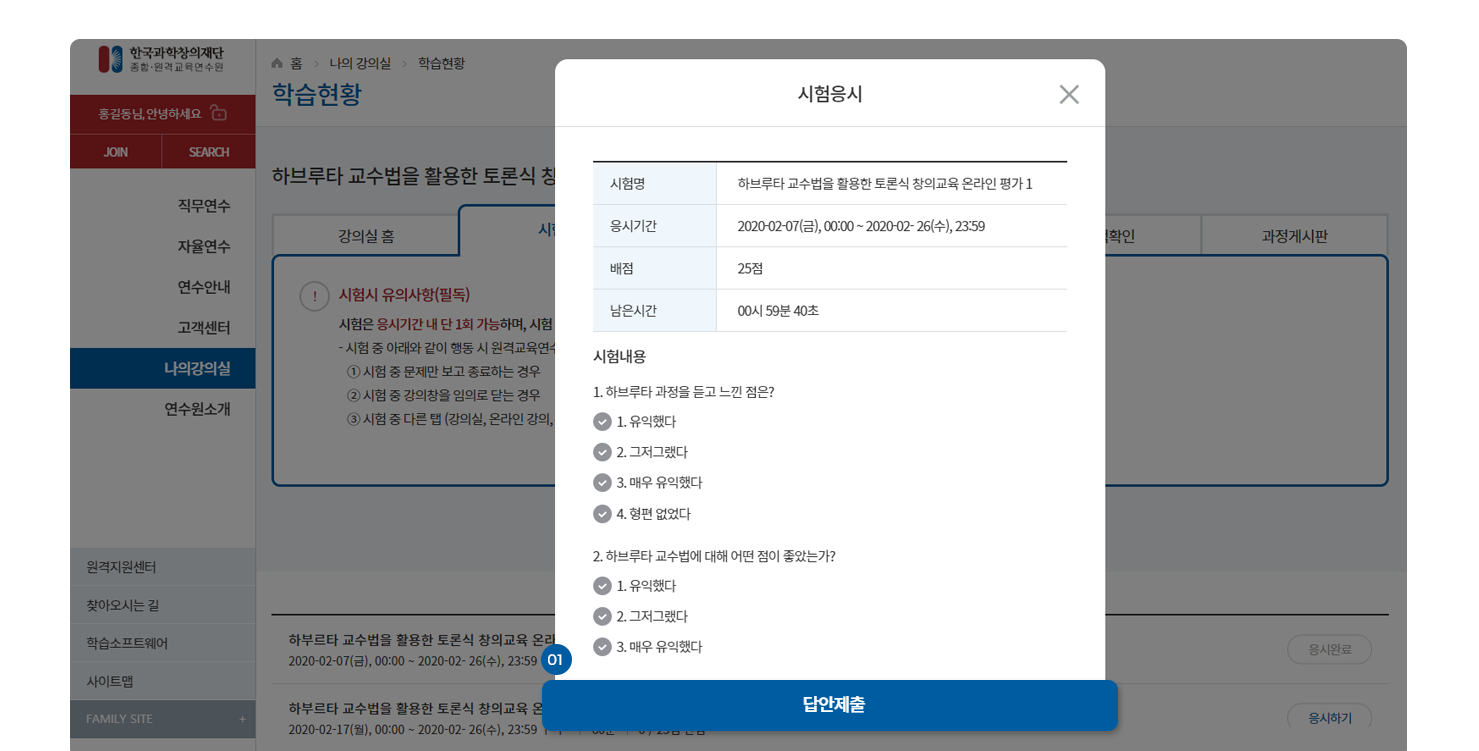 한국과학창의재단
종합·원격교육연수원
홍길동님, 안녕하세요
JOIN
SEARCH
직무연수
자율연수
연수안내
고객센터
나의강의실
연수원소개
원격지원센터
찾아오시는 길
학습소프트웨어
사이트맵
FAMILY SITE +
홈 > 나의 강의실 > 학습현황
학습현황
하브루타 교수법을 활용한 토론식 창
강의실 홈
과정게시판
! 시험시 유의사항(필독)
시험은 응시기간 내 단 1회 가능하며, 시험
- 시험 중 아래와 같이 행동 시 원격교육연수
① 시험 중 문제만 보고 종료하는 경우
② 시험 중 강의창을 임의로 닫는 경우
③ 시험 중 다른 탭 (강의실, 온라인 강의,
하부르타 교수법을 활용한 토론식 창의교육 온라
2020-02-07(금), 00:00 ~ 2020-02- 26(수), 23:59
응시완료
하부르타 교수법을 활용한 토론식 창의교육 온
2020-02-17(월), 00:00 ~ 2020-02- 26(수), 23:59
응시하기
시험응시
시험명 하브루타 교수법을 활용한 토론식 창의교육 온라인 평가 1
응시기간 2020-02-07(금), 00:00 ~ 2020-02- 26(수), 23:59
배점 25점
남은시간 00시 59분 40초
시험내용
1. 하브루타 과정을 듣고 느낀 점은?
1. 유익했다
2. 그저그랬다
3. 매우 유익했다
4. 형편 없었다
2. 하브루타 교수법에 대해 어떤 점이 좋았는가?
1. 유익했다
2. 그저그랬다
3. 매우 유익했다
01
답안제출